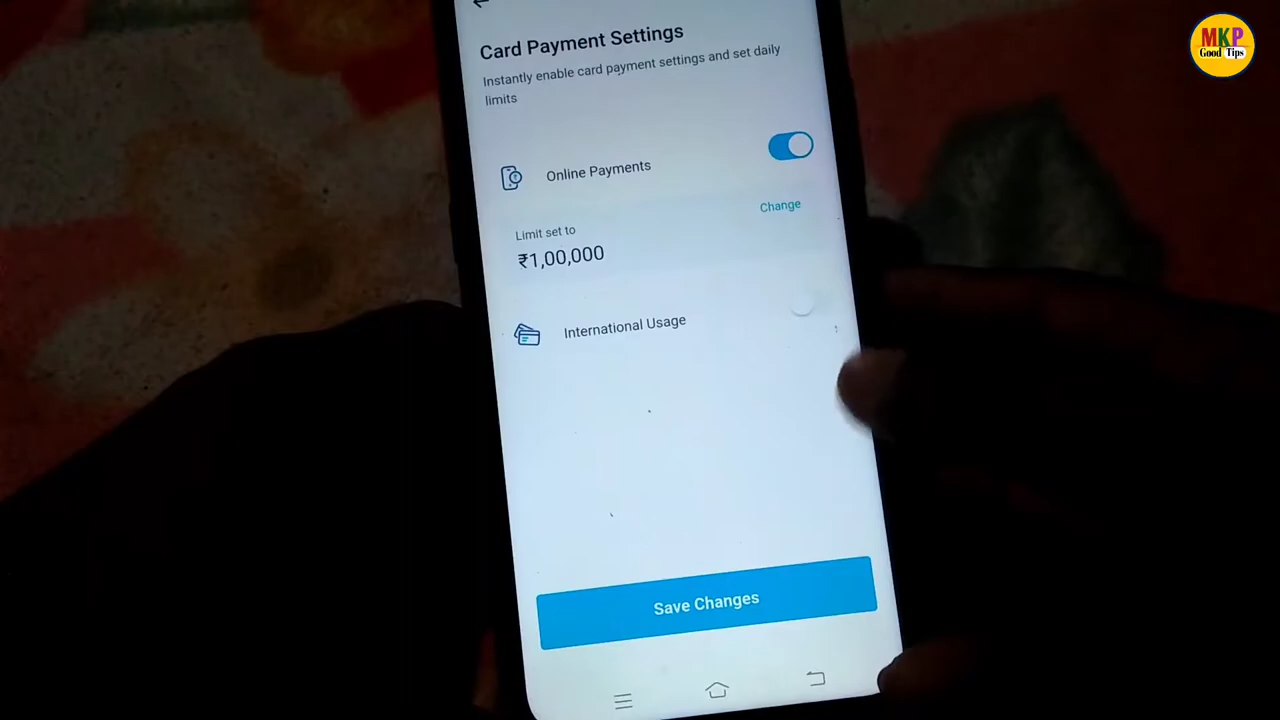 MKP
Good Tips
Card Payment Settings
Instantly enable card payment settings and set daily
limits
Online Payments
Change
Limit set to
₹1,00,000
International Usage
Save Changes